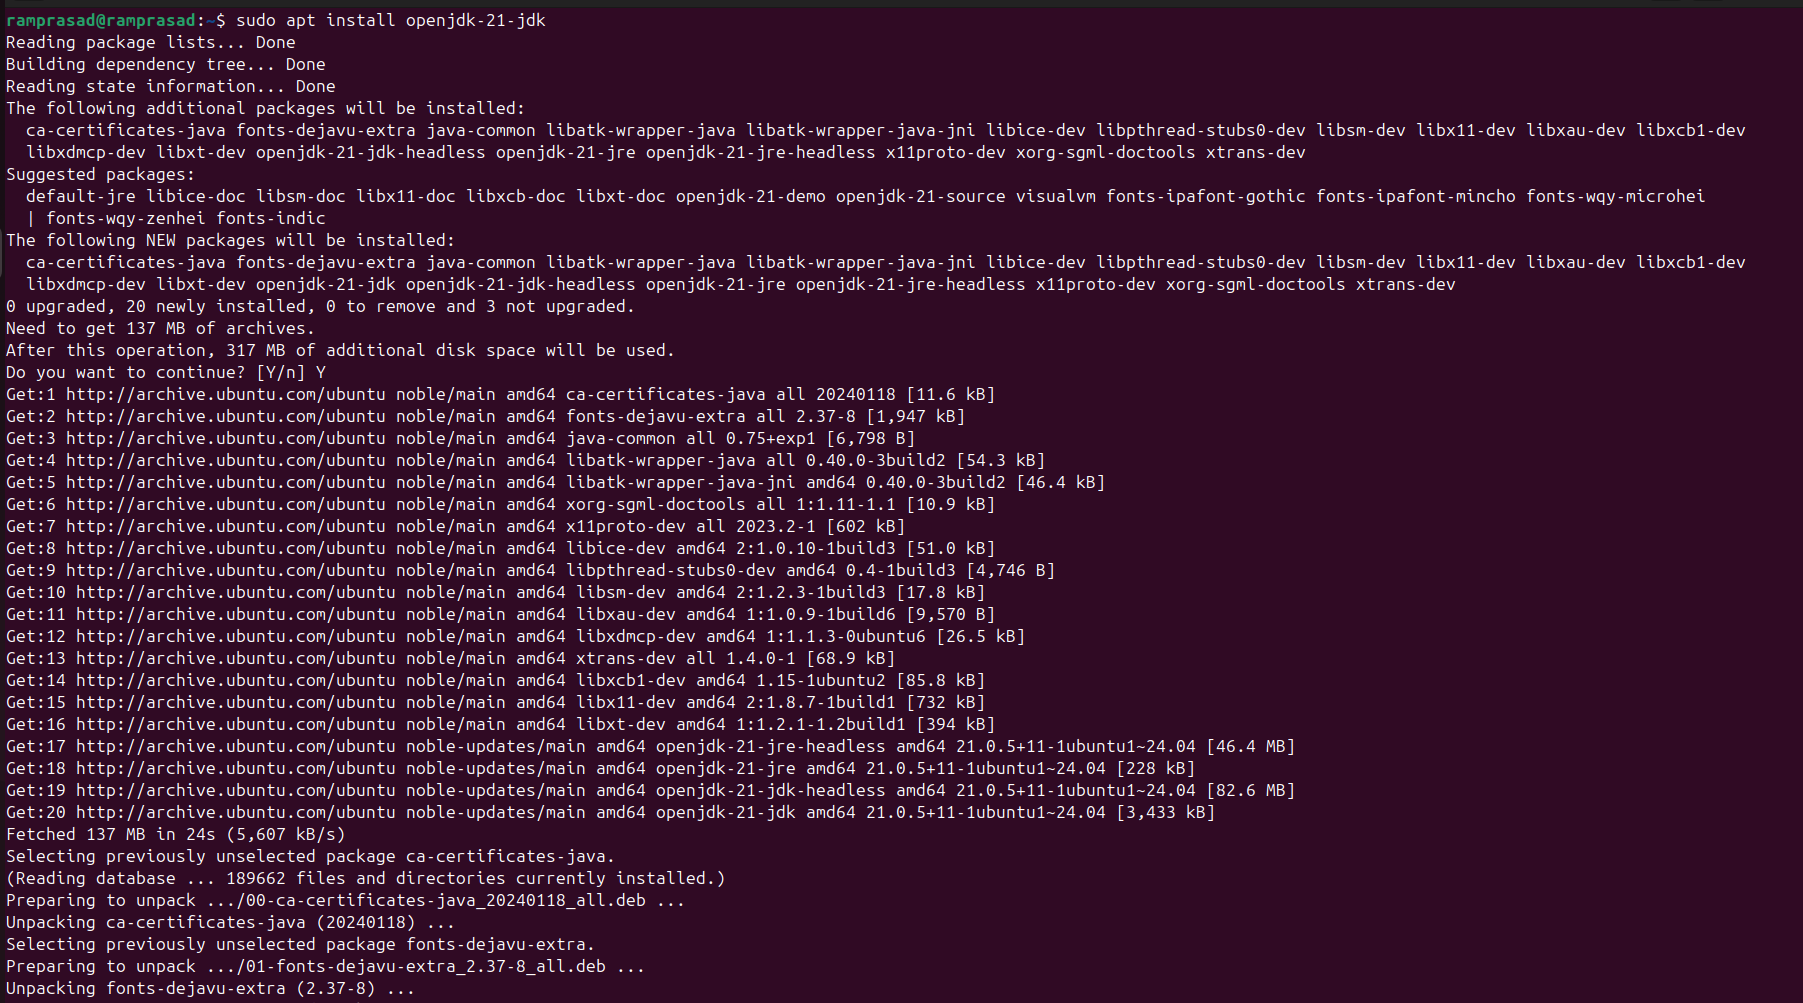 ramprasad@ramprasad:~$ sudo apt install openjdk-21-jdk
Reading package lists... Done
Building dependency tree... Done
Reading state information... Done
The following additional packages will be installed:
  ca-certificates-java fonts-dejavu-extra java-common libatk-wrapper-java libatk-wrapper-java-jni libice-dev libpthread-stubs0-dev libsm-dev libx11-dev libxau-dev libxcb1-dev
  libxdmcp-dev libxt-dev openjdk-21-jdk-headless openjdk-21-jre openjdk-21-jre-headless x11proto-dev xorg-sgml-doctools xtrans-dev
Suggested packages:
  default-jre libice-doc libsm-doc libx11-doc libxcb-doc libxt-doc openjdk-21-demo openjdk-21-source visualvm fonts-ipafont-gothic fonts-ipafont-mincho fonts-wqy-microhei
  | fonts-wqy-zenhei fonts-indic
The following NEW packages will be installed:
  ca-certificates-java fonts-dejavu-extra java-common libatk-wrapper-java libatk-wrapper-java-jni libice-dev libpthread-stubs0-dev libsm-dev libx11-dev libxau-dev libxcb1-dev
  libxdmcp-dev libxt-dev openjdk-21-jdk openjdk-21-jdk-headless openjdk-21-jre openjdk-21-jre-headless x11proto-dev xorg-sgml-doctools xtrans-dev
0 upgraded, 20 newly installed, 0 to remove and 3 not upgraded.
Need to get 137 MB of archives.
After this operation, 317 MB of additional disk space will be used.
Do you want to continue? [Y/n] Y
Get:1 http://archive.ubuntu.com/ubuntu noble/main amd64 ca-certificates-java all 20240118 [11.6 kB]
Get:2 http://archive.ubuntu.com/ubuntu noble/main amd64 fonts-dejavu-extra all 2.37-8 [1,947 kB]
Get:3 http://archive.ubuntu.com/ubuntu noble/main amd64 java-common all 0.75+exp1 [6,798 B]
Get:4 http://archive.ubuntu.com/ubuntu noble/main amd64 libatk-wrapper-java all 0.40.0-3build2 [54.3 kB]
Get:5 http://archive.ubuntu.com/ubuntu noble/main amd64 libatk-wrapper-java-jni amd64 0.40.0-3build2 [46.4 kB]
Get:6 http://archive.ubuntu.com/ubuntu noble/main amd64 xorg-sgml-doctools all 1:1.11-1.1 [10.9 kB]
Get:7 http://archive.ubuntu.com/ubuntu noble/main amd64 x11proto-dev all 2023.2-1 [602 kB]
Get:8 http://archive.ubuntu.com/ubuntu noble/main amd64 libice-dev amd64 2:1.0.10-1build3 [51.0 kB]
Get:9 http://archive.ubuntu.com/ubuntu noble/main amd64 libpthread-stubs0-dev amd64 0.4-1build3 [4,746 B]
Get:10 http://archive.ubuntu.com/ubuntu noble/main amd64 libsm-dev amd64 2:1.2.3-1build3 [17.8 kB]
Get:11 http://archive.ubuntu.com/ubuntu noble/main amd64 libxau-dev amd64 1:1.0.9-1build6 [9,570 B]
Get:12 http://archive.ubuntu.com/ubuntu noble/main amd64 libxdmcp-dev amd64 1:1.1.3-0ubuntu6 [26.5 kB]
Get:13 http://archive.ubuntu.com/ubuntu noble/main amd64 xtrans-dev all 1.4.0-1 [68.9 kB]
Get:14 http://archive.ubuntu.com/ubuntu noble/main amd64 libxcb1-dev amd64 1.15-1ubuntu2 [85.8 kB]
Get:15 http://archive.ubuntu.com/ubuntu noble/main amd64 libx11-dev amd64 2:1.8.7-1build1 [732 kB]
Get:16 http://archive.ubuntu.com/ubuntu noble/main amd64 libxt-dev amd64 1:1.2.1-1.2build1 [394 kB]
Get:17 http://archive.ubuntu.com/ubuntu noble-updates/main amd64 openjdk-21-jre-headless amd64 21.0.5+11-1ubuntu1~24.04 [46.4 MB]
Get:18 http://archive.ubuntu.com/ubuntu noble-updates/main amd64 openjdk-21-jre amd64 21.0.5+11-1ubuntu1~24.04 [228 kB]
Get:19 http://archive.ubuntu.com/ubuntu noble-updates/main amd64 openjdk-21-jdk-headless amd64 21.0.5+11-1ubuntu1~24.04 [82.6 MB]
Get:20 http://archive.ubuntu.com/ubuntu noble-updates/main amd64 openjdk-21-jdk amd64 21.0.5+11-1ubuntu1~24.04 [3,433 kB]
Fetched 137 MB in 24s (5,607 kB/s)
Selecting previously unselected package ca-certificates-java.
(Reading database ... 189662 files and directories currently installed.)
Preparing to unpack .../00-ca-certificates-java_20240118_all.deb ...
Unpacking ca-certificates-java (20240118) ...
Selecting previously unselected package fonts-dejavu-extra.
Preparing to unpack .../01-fonts-dejavu-extra_2.37-8_all.deb ...
Unpacking fonts-dejavu-extra (2.37-8) ...